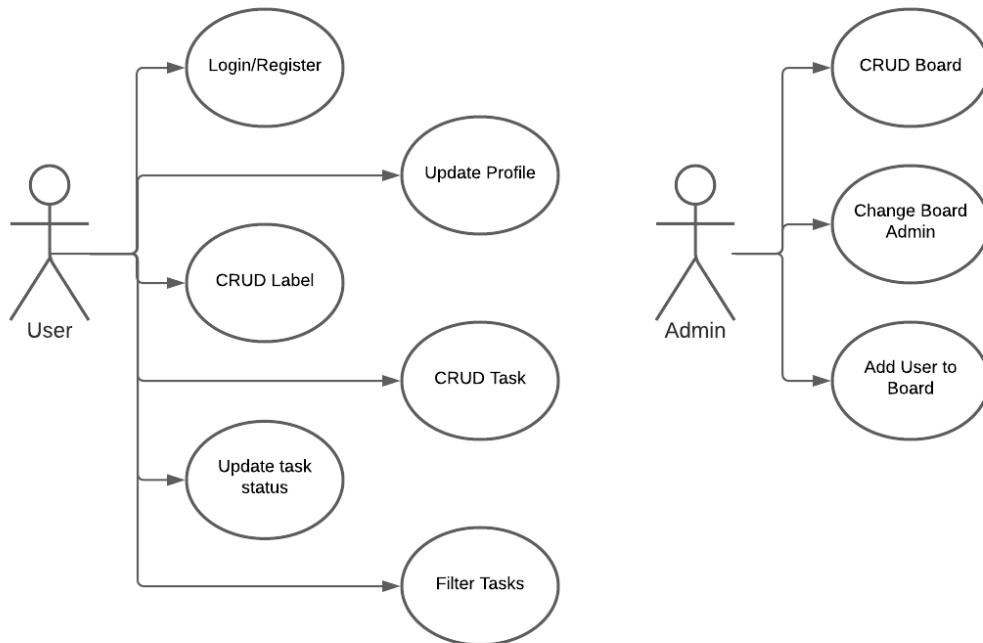 Login/Register
CRUD Board
Update Profile
Change Board
Admin
CRUD Label
User
Admin
CRUD Task
Add User to
Board
Update task
status
Filter Tasks